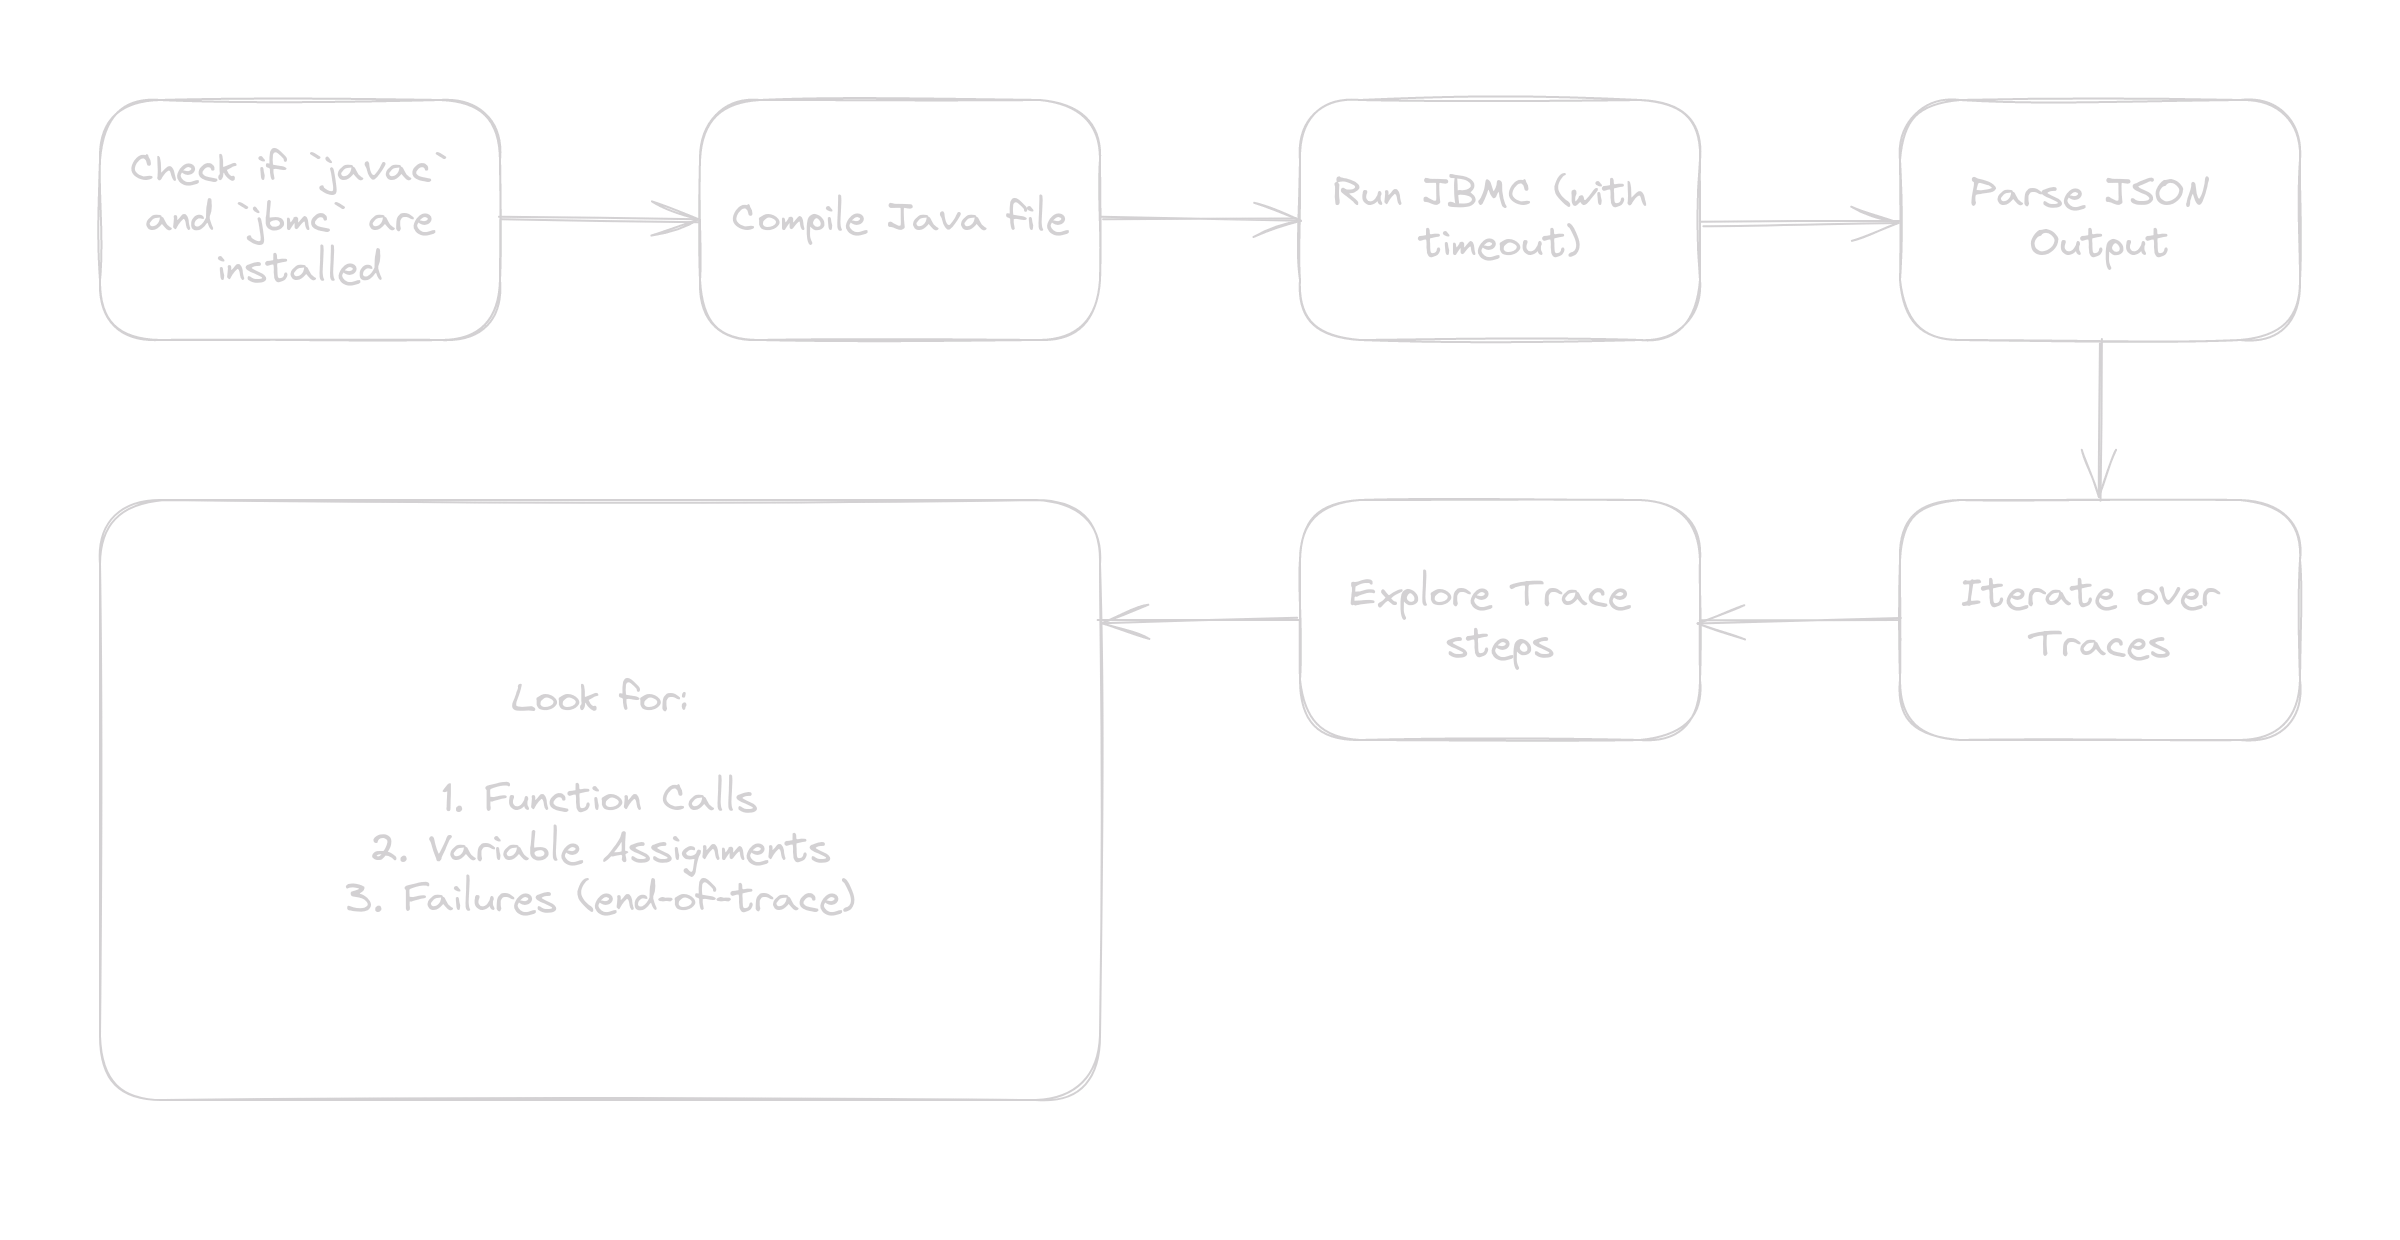 Check if `javac`
and `jbmc` are
installed
Compile Java file
Run JBMC (with
timeout)
Parse JSON
Output
Iterate over
Traces
Explore Trace
steps
Look for:
1. Function Calls
2. Variable Assignments
3. Failures (end-of-trace)